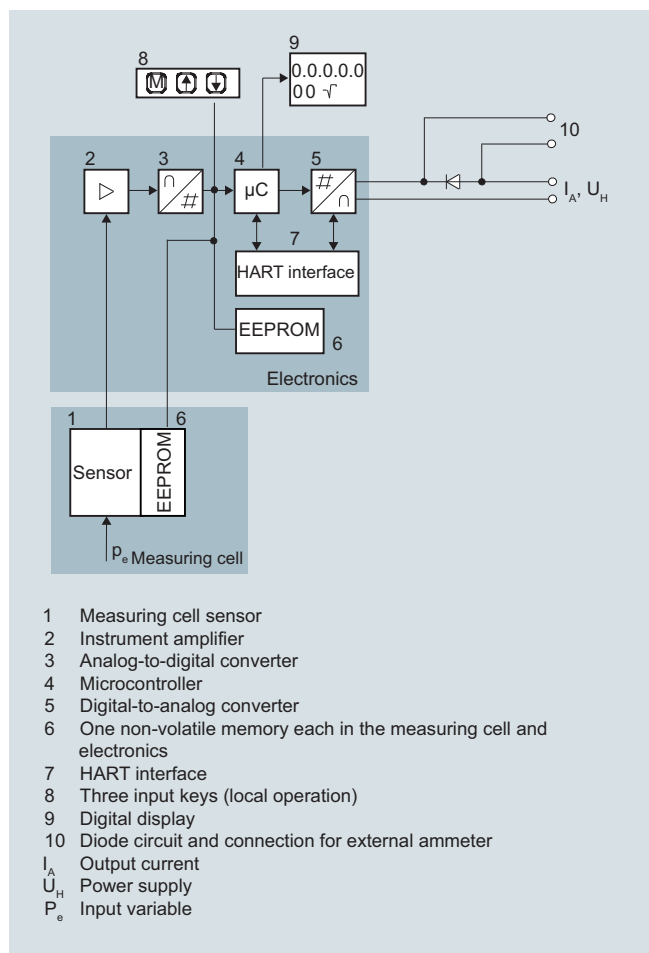 8
9
M
0.0.0.0.0
00 √
10
2
3
4
5
∩
#
µC
#
∩
I_A, U_H
7
HART interface
EEPROM
6
Electronics
1
6
Sensor
EEPROM
p_e Measuring cell
1 Measuring cell sensor
2 Instrument amplifier
3 Analog-to-digital converter
4 Microcontroller
5 Digital-to-analog converter
6 One non-volatile memory each in the measuring cell and
electronics
7 HART interface
8 Three input keys (local operation)
9 Digital display
10 Diode circuit and connection for external ammeter
I_A Output current
U_H Power supply
P_e Input variable